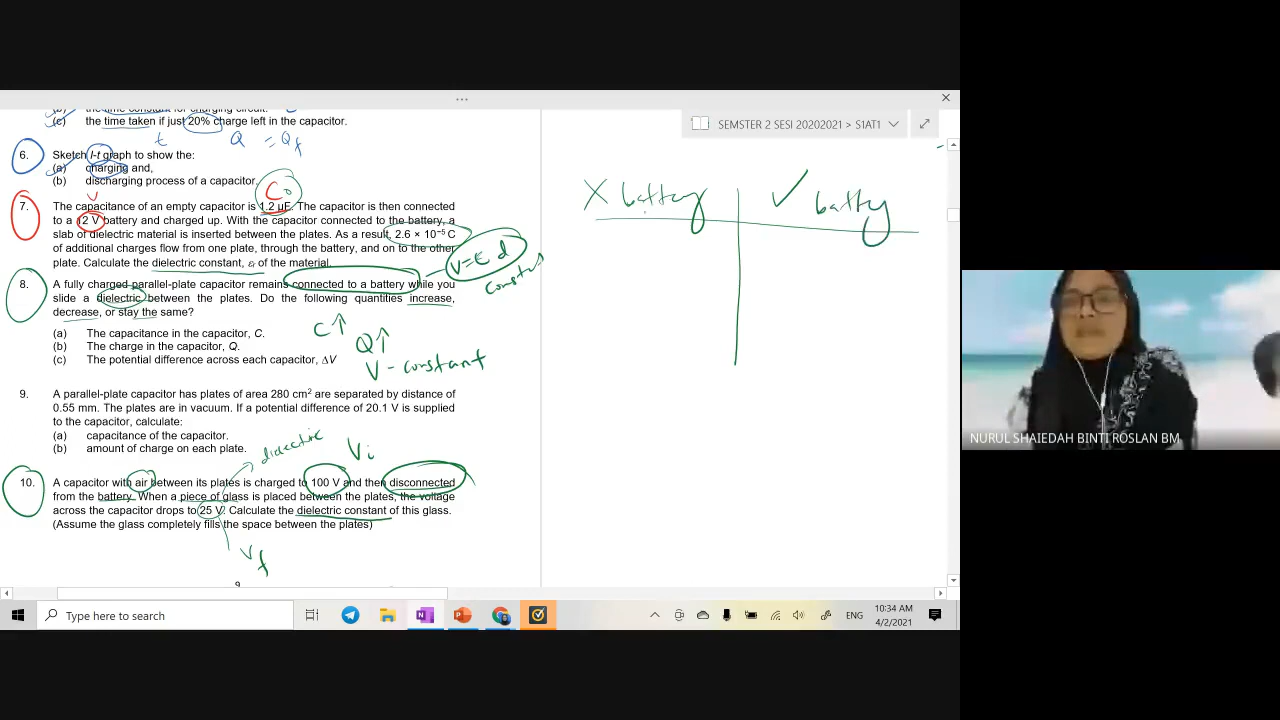 (b) the time constant for charging circuit.
(c) the time taken if just 20% charge left in the capacitor.
t Q = Qf
6. Sketch I-t graph to show the:
(a) charging and,
(b) discharging process of a capacitor.
V C0
7. The capacitance of an empty capacitor is 1.2 μF. The capacitor is then connected
to a 12 V battery and charged up. With the capacitor connected to the battery, a
slab of dielectric material is inserted between the plates. As a result, 2.6 × 10⁻⁵ C
of additional charges flow from one plate, through the battery, and on to the other
plate. Calculate the dielectric constant, εr of the material.
V = E d
constant
8. A fully charged parallel-plate capacitor remains connected to a battery while you
slide a dielectric between the plates. Do the following quantities increase,
decrease, or stay the same?
(a) The capacitance in the capacitor, C.
(b) The charge in the capacitor, Q.
(c) The potential difference across each capacitor, ΔV
C↑
Q↑
V - constant
9. A parallel-plate capacitor has plates of area 280 cm² are separated by distance of
0.55 mm. The plates are in vacuum. If a potential difference of 20.1 V is supplied
to the capacitor, calculate:
(a) capacitance of the capacitor.
(b) amount of charge on each plate.
dielectric
Vi
10. A capacitor with air between its plates is charged to 100 V and then disconnected
from the battery. When a piece of glass is placed between the plates, the voltage
across the capacitor drops to 25 V. Calculate the dielectric constant of this glass.
(Assume the glass completely fills the space between the plates)
Vf
9
SEMSTER 2 SESI 20202021 > S1AT1
X battery ✓ battery
NURUL SHAIEDAH BINTI ROSLAN BM
Type here to search
ENG
10:34 AM
4/2/2021